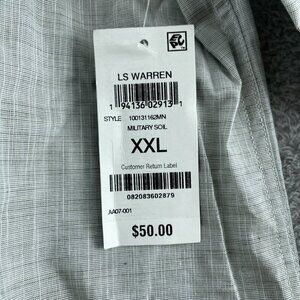 LS WARREN
1 94136 02913 1
STYLE 100131162MN
MILITARY SOIL
XXL
Customer Return Label
082083602879
AA07-001
$50.00